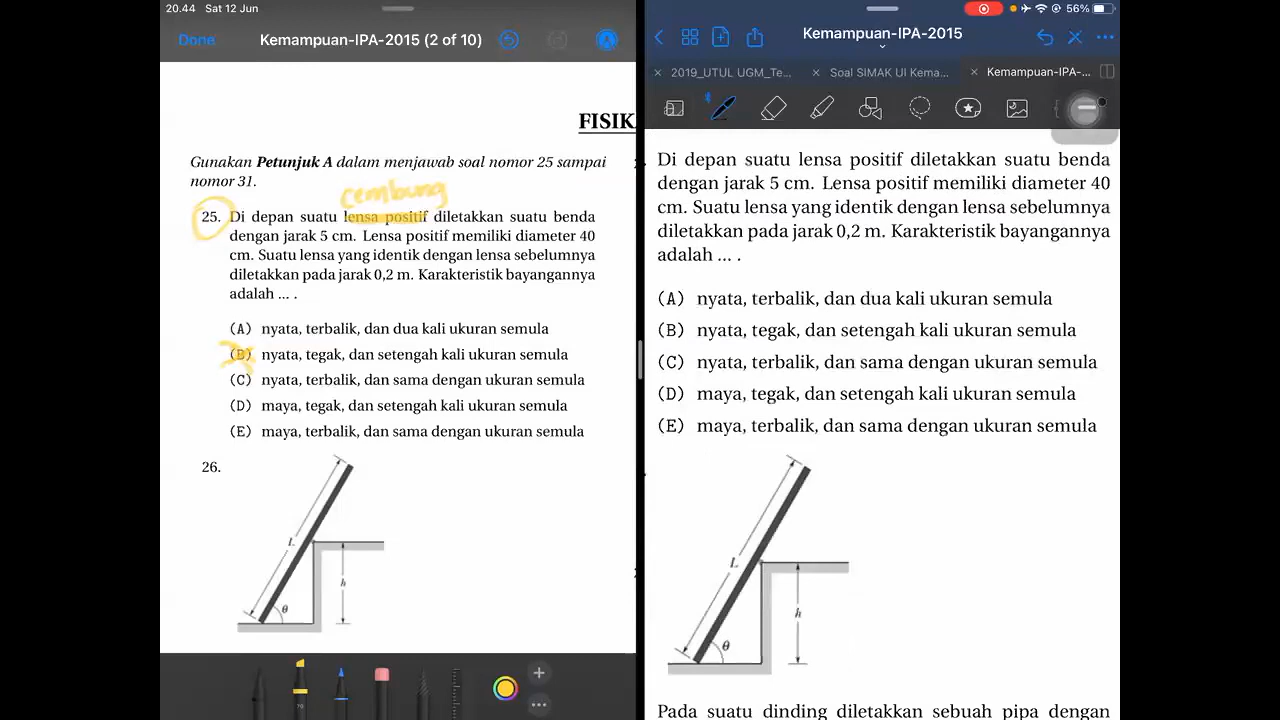 20.44 Sat 12 Jun
Done
Kemampuan-IPA-2015 (2 of 10)
FISIK
Gunakan Petunjuk A dalam menjawab soal nomor 25 sampai
nomor 31.
cembung
25. Di depan suatu lensa positif diletakkan suatu benda
dengan jarak 5 cm. Lensa positif memiliki diameter 40
cm. Suatu lensa yang identik dengan lensa sebelumnya
diletakkan pada jarak 0,2 m. Karakteristik bayangannya
adalah ... .
(A) nyata, terbalik, dan dua kali ukuran semula
(B) nyata, tegak, dan setengah kali ukuran semula
(C) nyata, terbalik, dan sama dengan ukuran semula
(D) maya, tegak, dan setengah kali ukuran semula
(E) maya, terbalik, dan sama dengan ukuran semula
26.
L
h
θ
56%
Kemampuan-IPA-2015
2019_UTUL UGM_Te...
Soal SIMAK UI Kema...
Kemampuan-IPA-...
Di depan suatu lensa positif diletakkan suatu benda
dengan jarak 5 cm. Lensa positif memiliki diameter 40
cm. Suatu lensa yang identik dengan lensa sebelumnya
diletakkan pada jarak 0,2 m. Karakteristik bayangannya
adalah ... .
(A) nyata, terbalik, dan dua kali ukuran semula
(B) nyata, tegak, dan setengah kali ukuran semula
(C) nyata, terbalik, dan sama dengan ukuran semula
(D) maya, tegak, dan setengah kali ukuran semula
(E) maya, terbalik, dan sama dengan ukuran semula
L
h
θ
Pada suatu dinding diletakkan sebuah pipa dengan